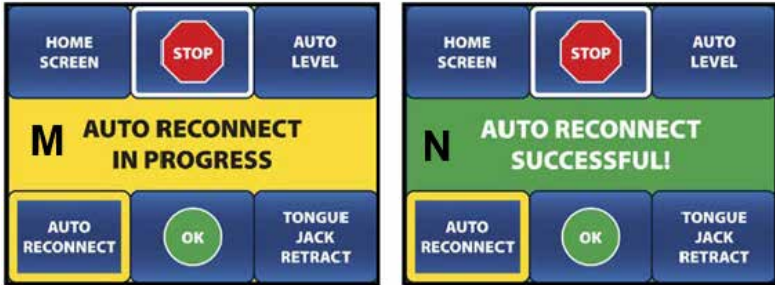 HOME
SCREEN
STOP
AUTO
LEVEL
M
AUTO RECONNECT
IN PROGRESS
AUTO
RECONNECT
OK
TONGUE
JACK
RETRACT
HOME
SCREEN
STOP
AUTO
LEVEL
N
AUTO RECONNECT
SUCCESSFUL!
AUTO
RECONNECT
OK
TONGUE
JACK
RETRACT